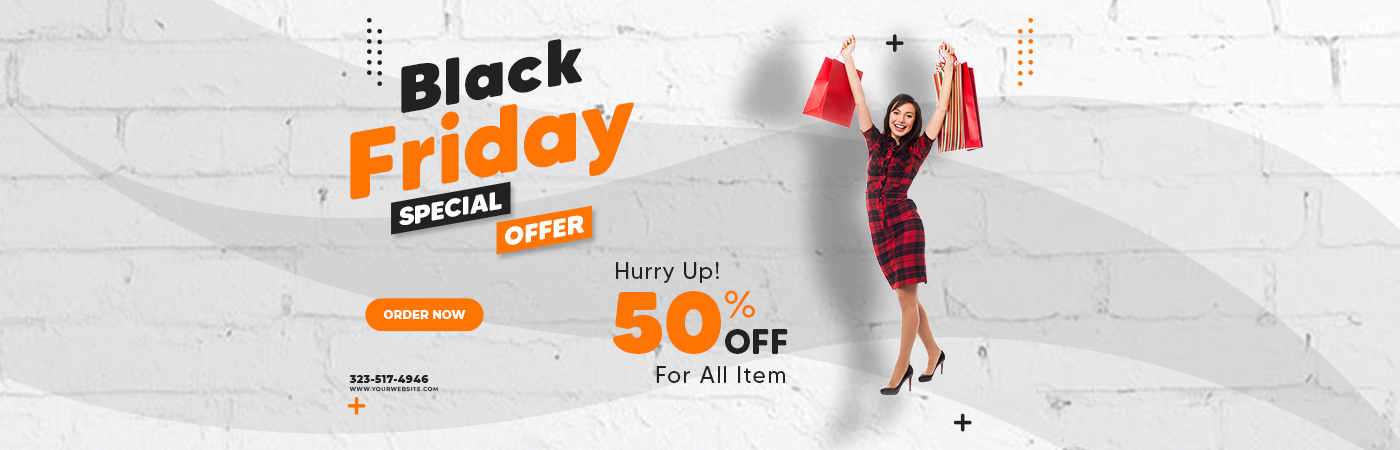 Black
Friday
SPECIAL
OFFER
Hurry Up!
50%
OFF
For All Item
ORDER NOW
323-517-4946
WWW.YOURWEBSITE.COM